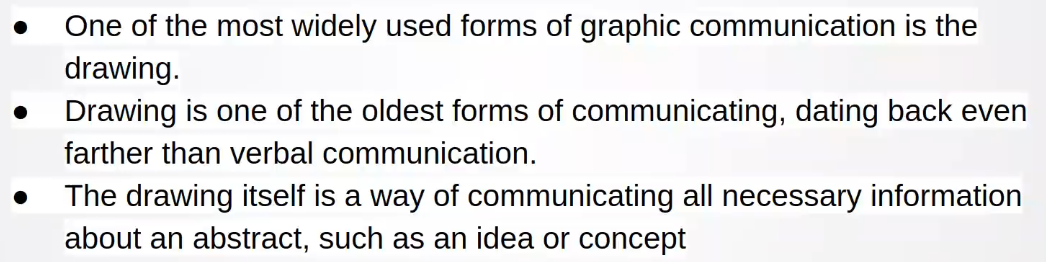 ● One of the most widely used forms of graphic communication is the
drawing.
● Drawing is one of the oldest forms of communicating, dating back even
farther than verbal communication.
● The drawing itself is a way of communicating all necessary information
about an abstract, such as an idea or concept